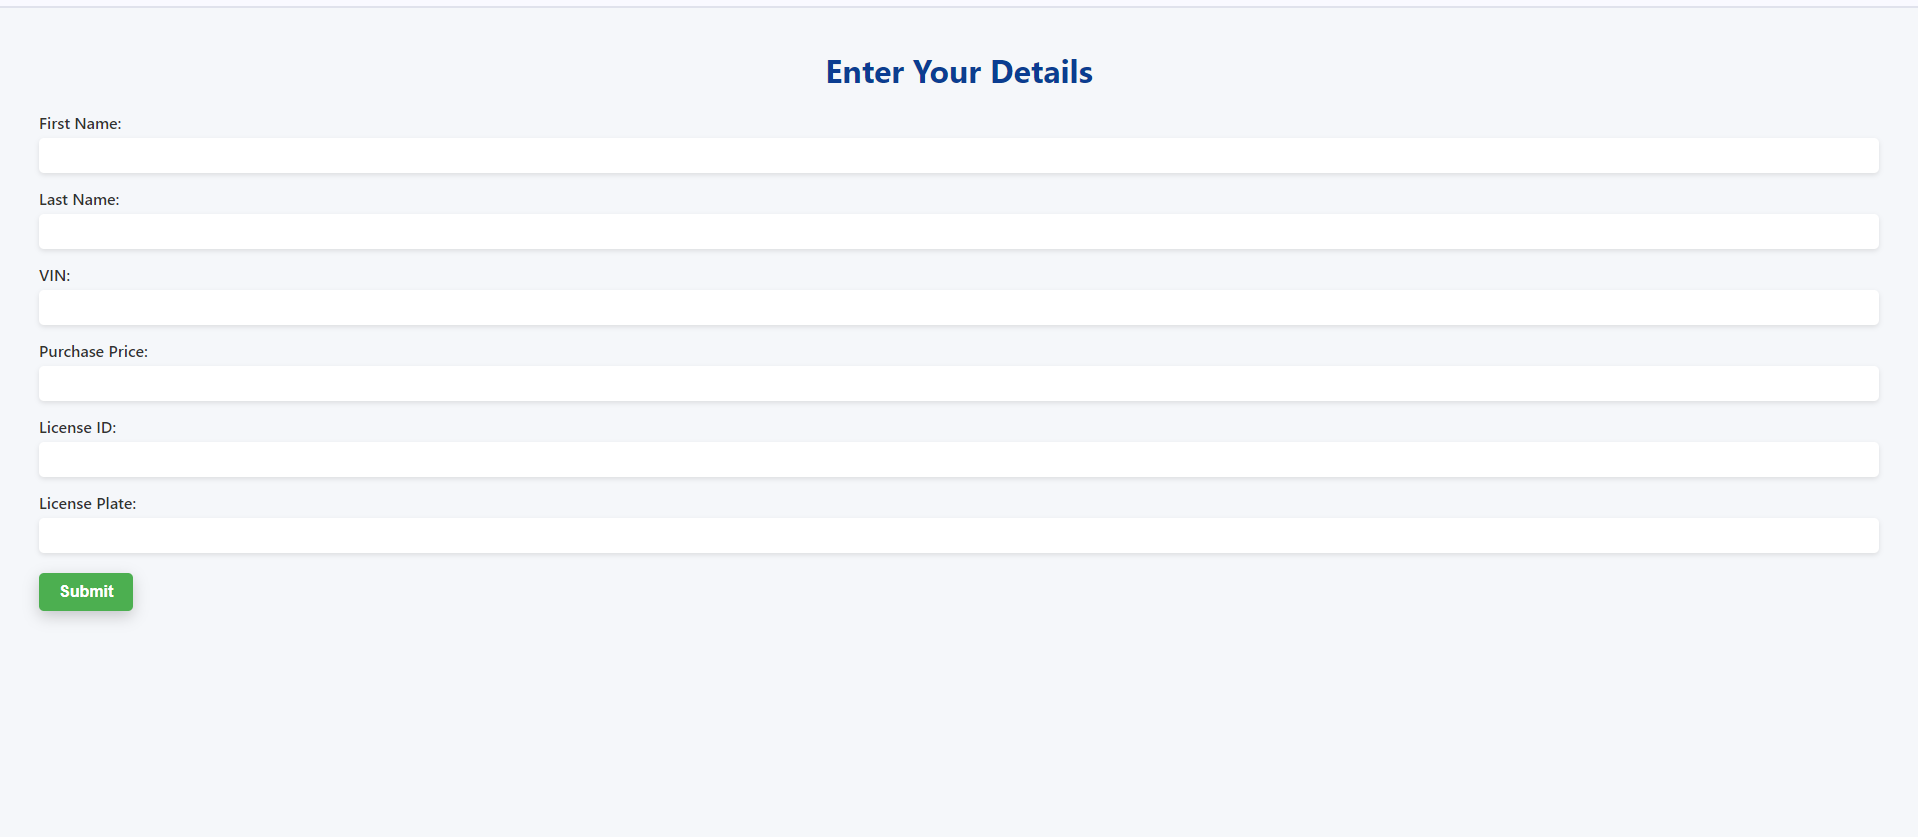 Enter Your Details
First Name:
Last Name:
VIN:
Purchase Price:
License ID:
License Plate:
Submit